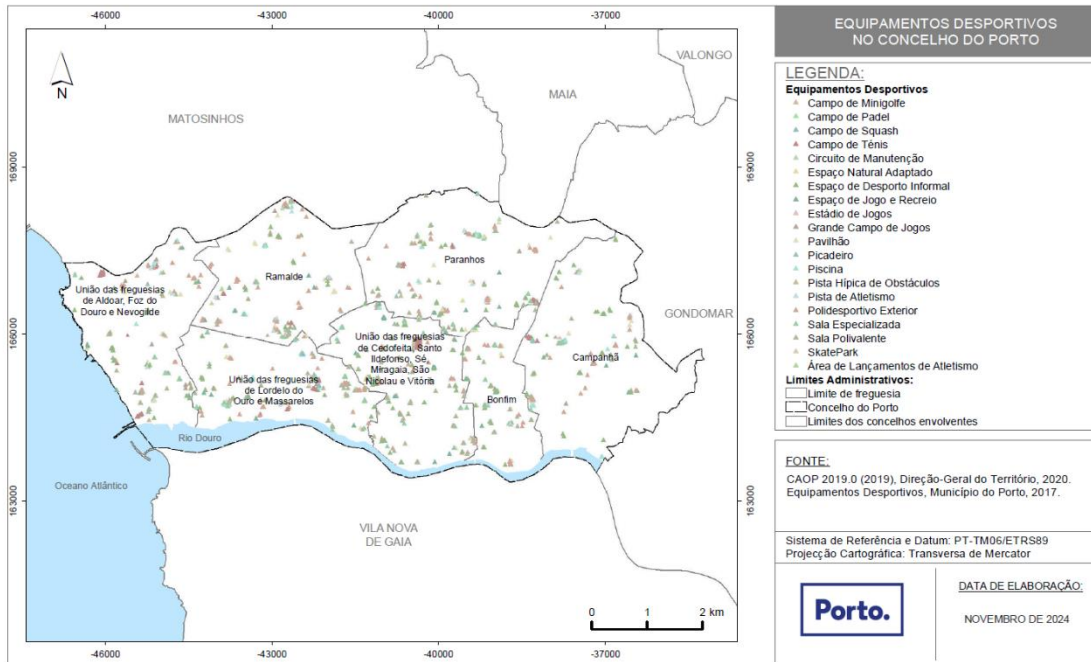 -46000
-43000
-40000
-37000
N
MATOSINHOS
MAIA
VALONGO
GONDOMAR
169000
166000
163000
169000
166000
163000
Ramalde
Paranhos
União das freguesias
de Aldoar, Foz do
Douro e Nevogilde
União das freguesias
de Cedofeita, Santo
Ildefonso, Sé,
Miragaia, São
Nicolau e Vitória
Campanhã
União das freguesias
de Lordelo do
Ouro e Massarelos
Bonfim
Rio Douro
Oceano Atlântico
VILA NOVA
DE GAIA
0 1 2 km
-46000
-43000
-40000
-37000
EQUIPAMENTOS DESPORTIVOS
NO CONCELHO DO PORTO
LEGENDA:
Equipamentos Desportivos
Campo de Minigolfe
Campo de Padel
Campo de Squash
Campo de Ténis
Circuito de Manutenção
Espaço Natural Adaptado
Espaço de Desporto Informal
Espaço de Jogo e Recreio
Estádio de Jogos
Grande Campo de Jogos
Pavilhão
Picadeiro
Piscina
Pista Hípica de Obstáculos
Pista de Atletismo
Polidesportivo Exterior
Sala Especializada
Sala Polivalente
SkatePark
Área de Lançamentos de Atletismo
Limites Administrativos:
Limite de freguesia
Concelho do Porto
Limites dos concelhos envolventes
FONTE:
CAOP 2019.0 (2019), Direção-Geral do Território, 2020.
Equipamentos Desportivos, Município do Porto, 2017.
Sistema de Referência e Datum: PT-TM06/ETRS89
Projecção Cartográfica: Transversa de Mercator
Porto.
DATA DE ELABORAÇÃO:
NOVEMBRO DE 2024